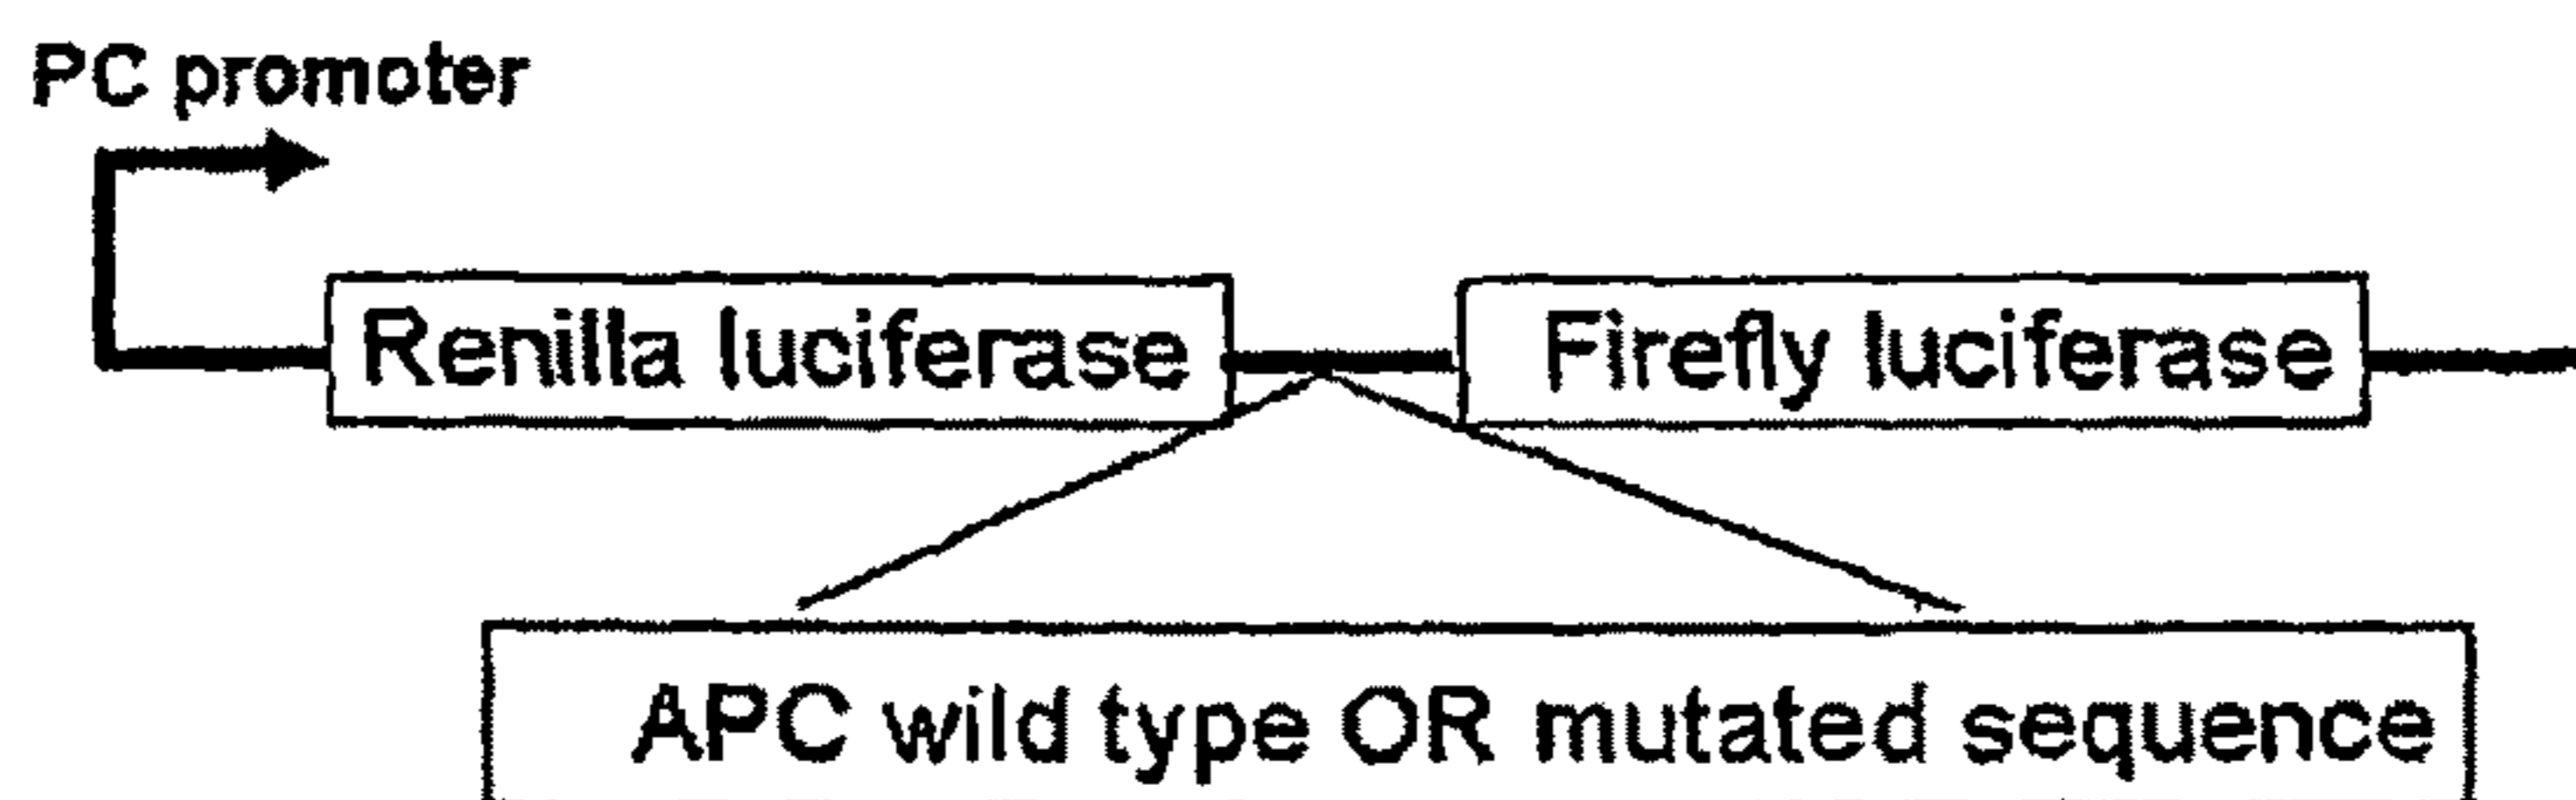 PC promoter
Renilla luciferase
Firefly luciferase
APC wild type OR mutated sequence